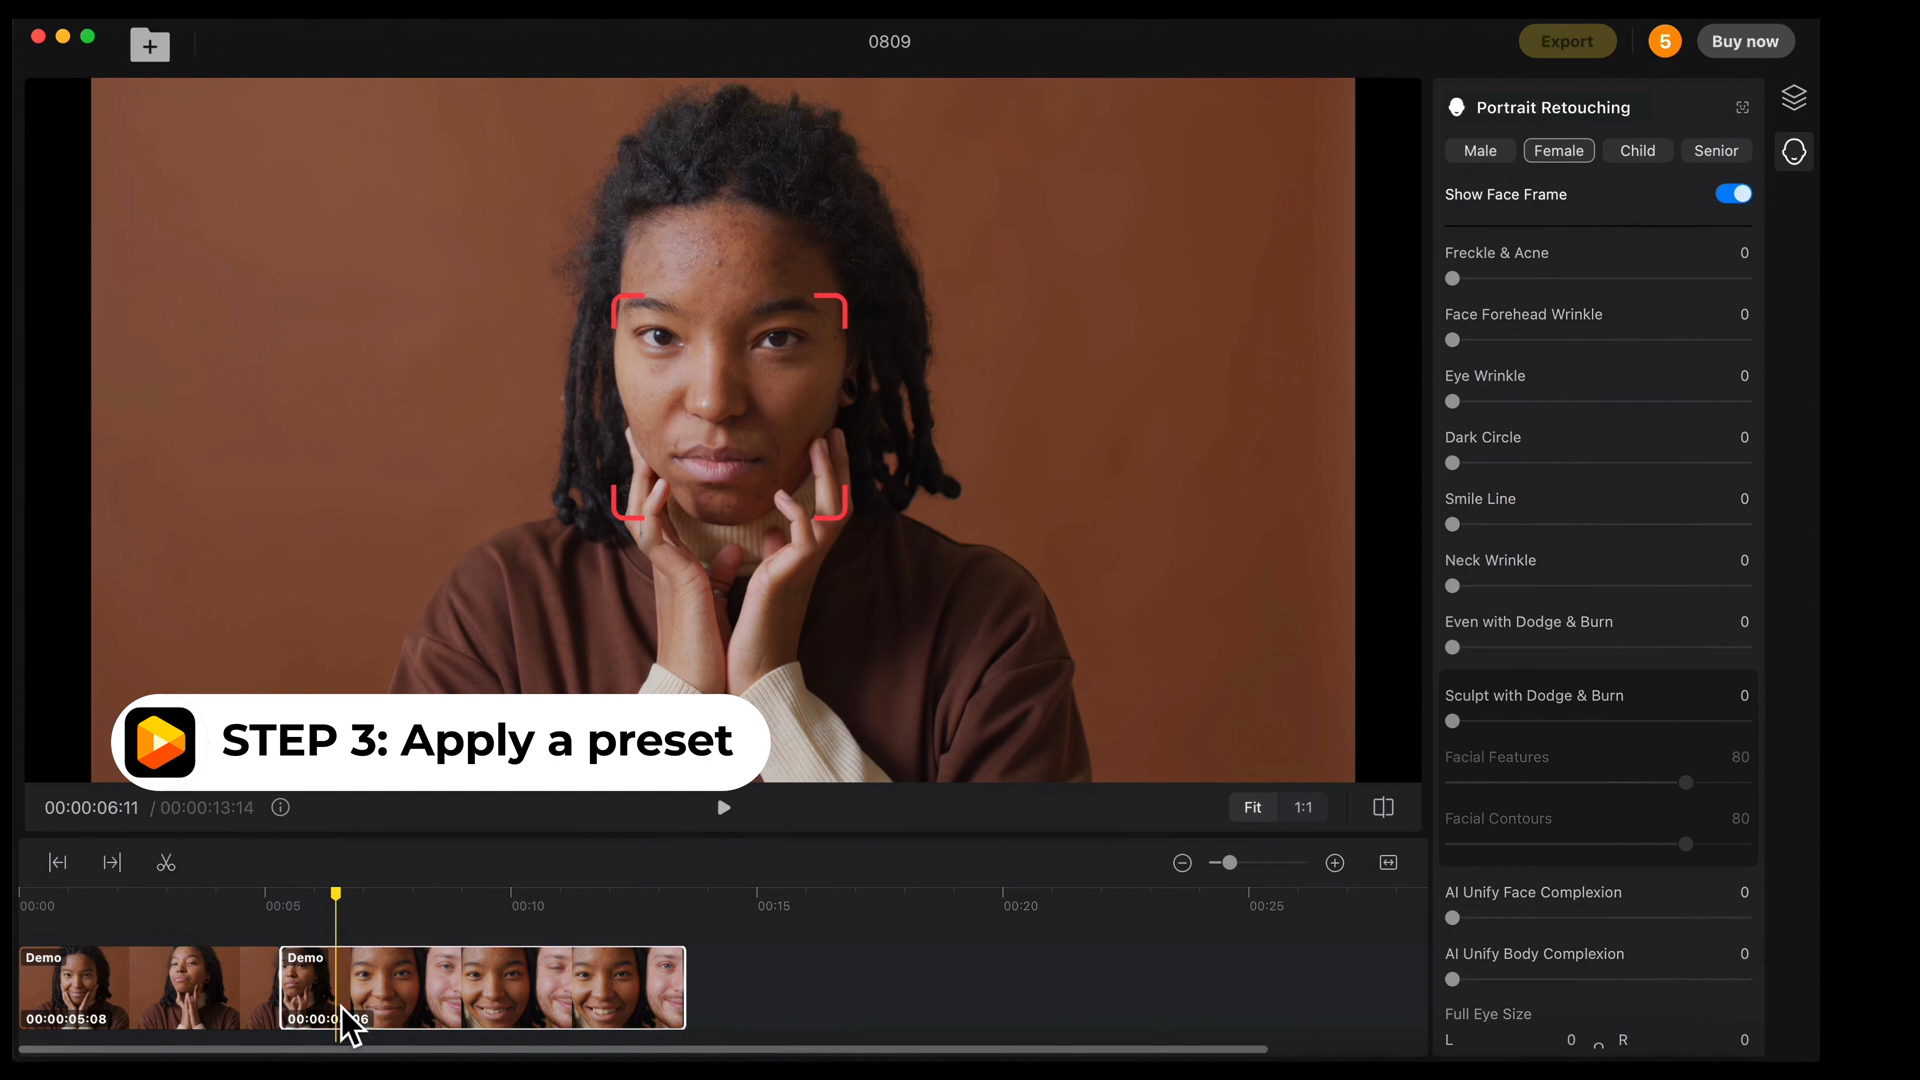 0809
Export
5
Buy now
Portrait Retouching
Male Female Child Senior
Show Face Frame
Freckle & Acne 0
Face Forehead Wrinkle 0
Eye Wrinkle 0
Dark Circle 0
Smile Line 0
Neck Wrinkle 0
Even with Dodge & Burn 0
Sculpt with Dodge & Burn 0
Facial Features 80
Facial Contours 80
AI Unify Face Complexion 0
AI Unify Body Complexion 0
Full Eye Size
L 0 R 0
STEP 3: Apply a preset
00:00:06:11 / 00:00:13:14
Fit 1:1
00:00 00:05 00:10 00:15 00:20 00:25
Demo
00:00:05:08
Demo